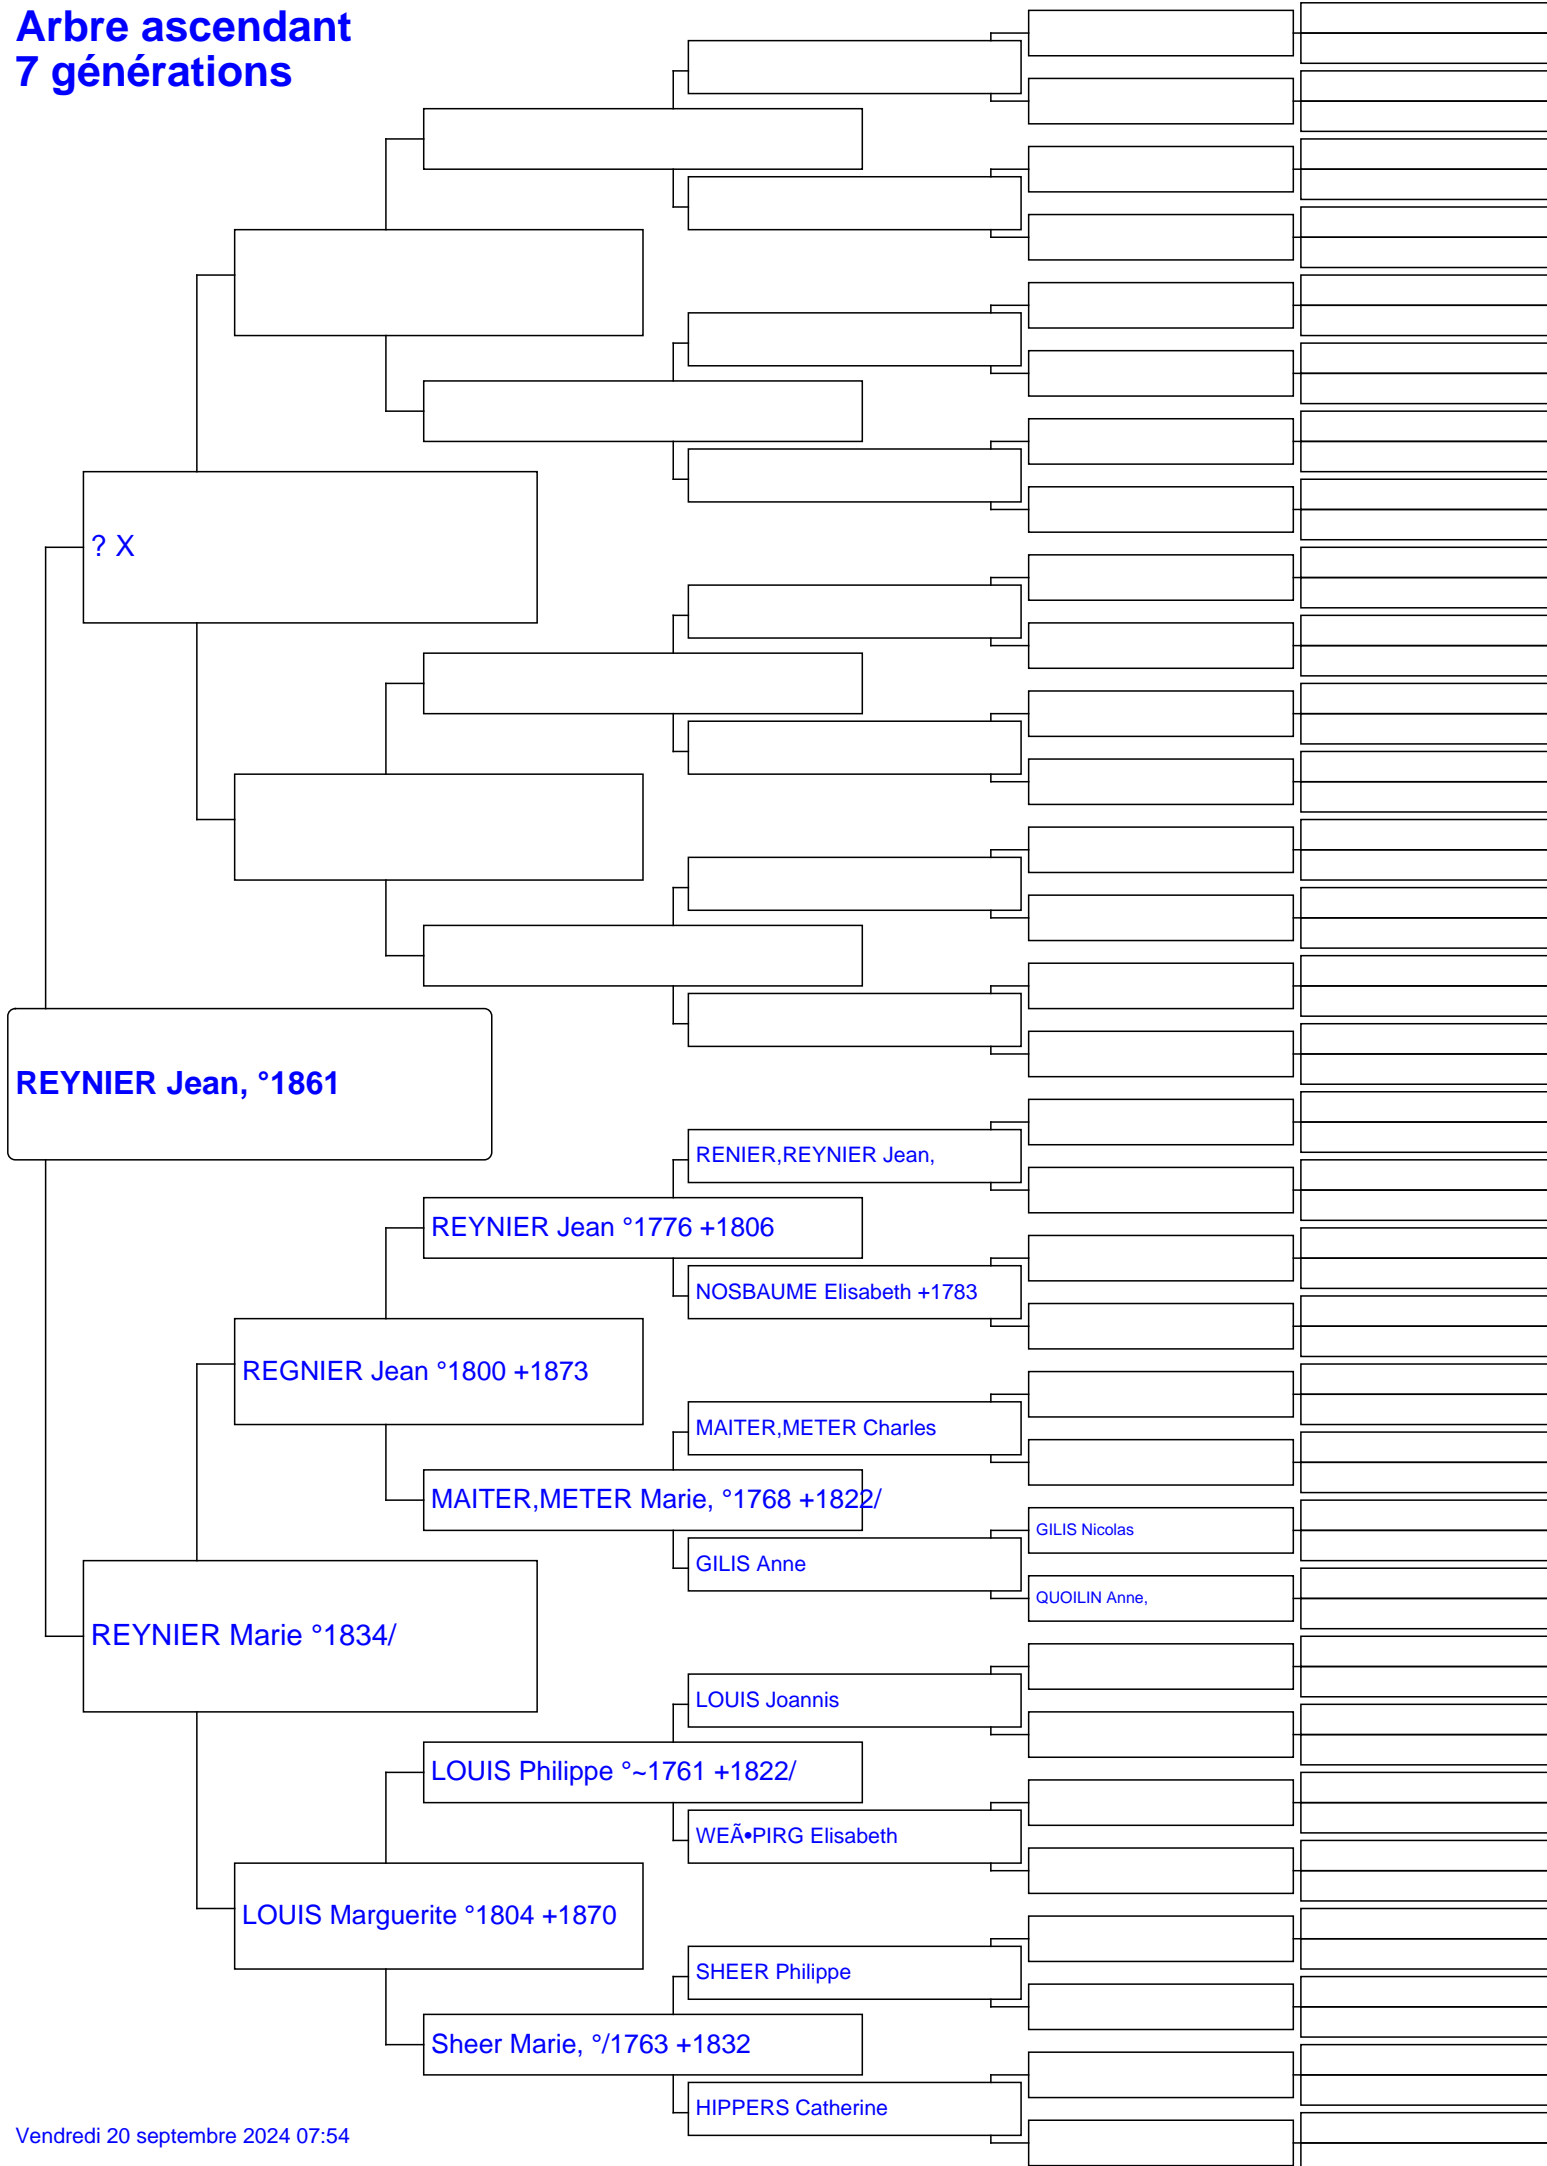 Arbre ascendant
7 générations
? X
REYNIER Jean, °1861
RENIER,REYNIER Jean,
REYNIER Jean °1776 +1806
NOSBAUME Elisabeth +1783
REGNIER Jean °1800 +1873
MAITER,METER Charles
MAITER,METER Marie, °1768 +1822/
GILIS Nicolas
GILIS Anne
QUOILIN Anne,
REYNIER Marie °1834/
LOUIS Joannis
LOUIS Philippe °~1761 +1822/
WEÃ•PIRG Elisabeth
LOUIS Marguerite °1804 +1870
SHEER Philippe
Sheer Marie, °/1763 +1832
HIPPERS Catherine
Vendredi 20 septembre 2024 07:54